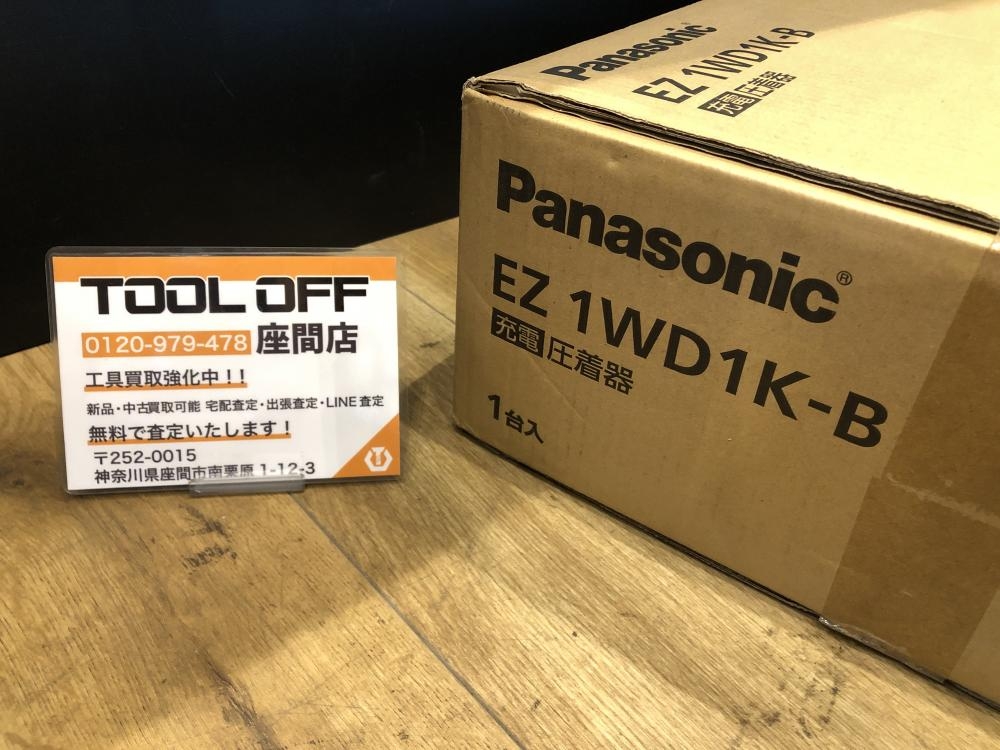 TOOL OFF
0120-979-478 座間店
工具買取強化中！！
新品・中古買取可能 宅配査定・出張査定・LINE査定
無料で査定いたします！
〒252-0015
神奈川県座間市南栗原1-12-3
Panasonic
EZ 1WD1K-B
充電圧着器
Panasonic®
EZ 1WD1K-B
充電圧着器
1台入